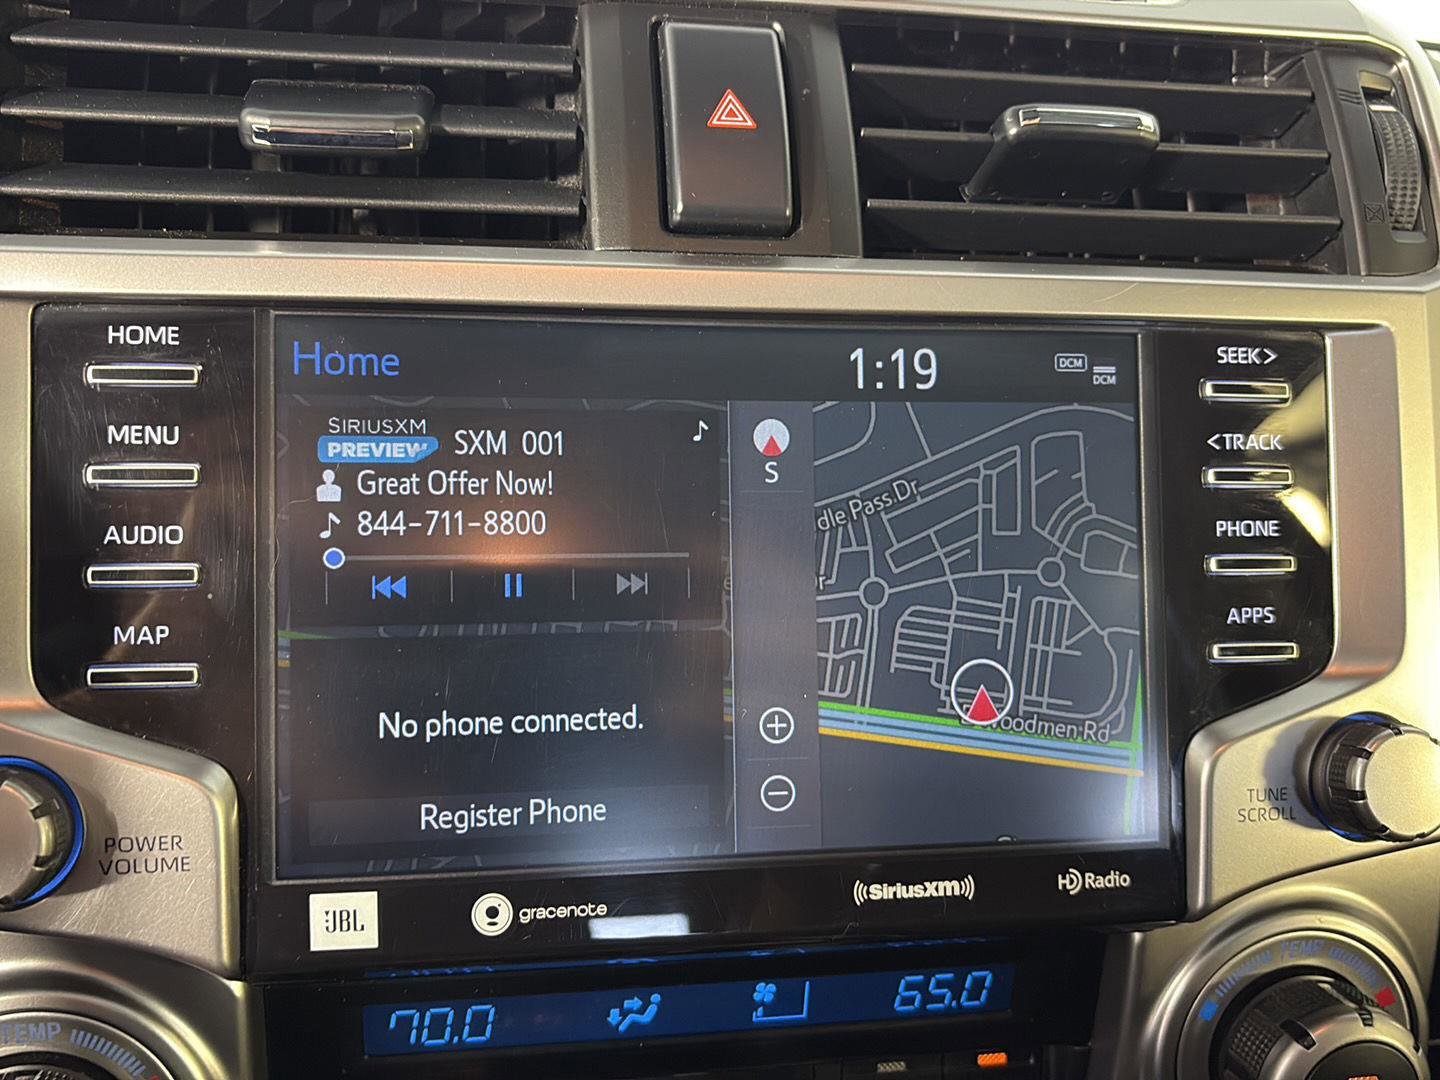 HOME
MENU
AUDIO
MAP
POWER
VOLUME
Home
1:19
DCM
DCM
SIRIUSXM
PREVIEW
SXM 001
Great Offer Now!
844-711-8800
No phone connected.
Register Phone
S
dle Pass Dr
oodmen Rd
SEEK>
<TRACK
PHONE
APPS
TUNE
SCROLL
JBL
gracenote
((SiriusXM))
HD Radio
70.0
65.0
TEMP
TEMP